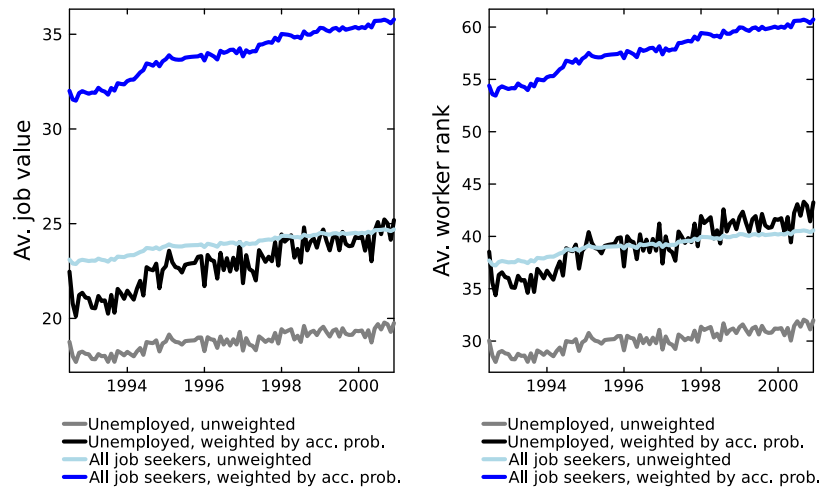 Av. job value
35
30
25
20
1994 1996 1998 2000
Unemployed, unweighted
Unemployed, weighted by acc. prob.
All job seekers, unweighted
All job seekers, weighted by acc. prob.
Av. worker rank
60
55
50
45
40
35
30
1994 1996 1998 2000
Unemployed, unweighted
Unemployed, weighted by acc. prob.
All job seekers, unweighted
All job seekers, weighted by acc. prob.